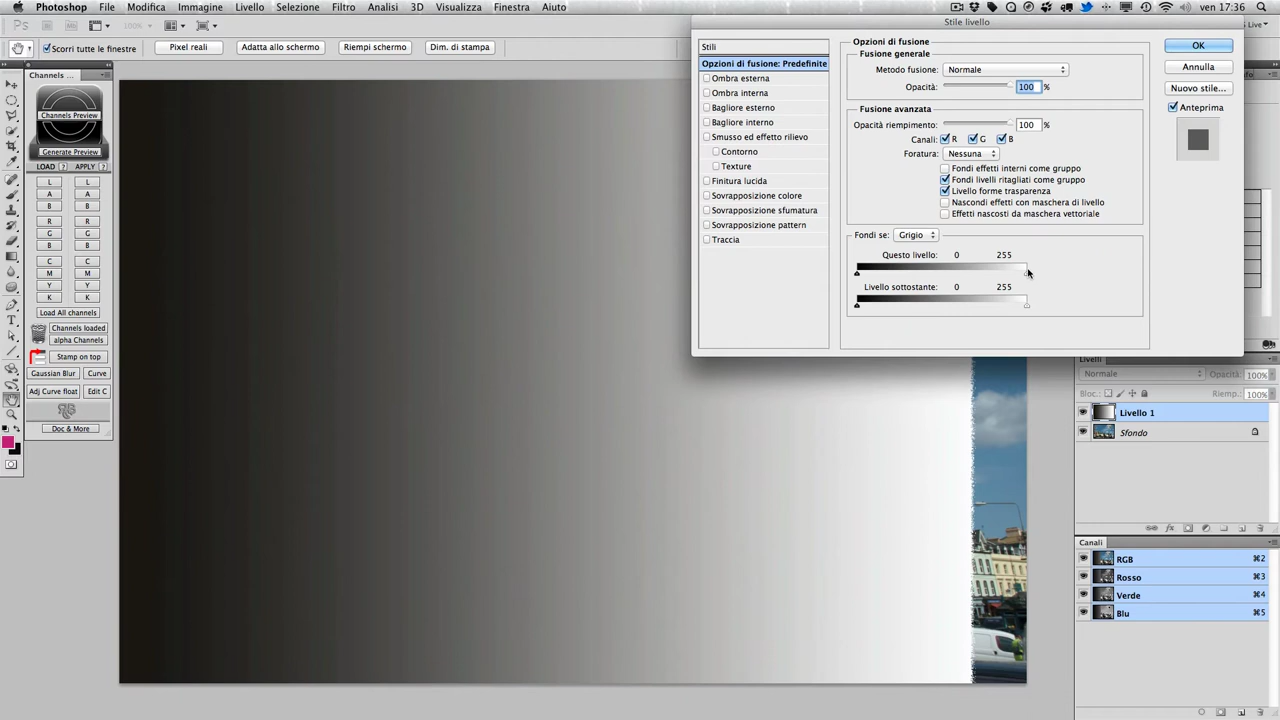 Photoshop File Modifica Immagine Livello Selezione Filtro Analisi 3D Visualizza Finestra Aiuto ven 17:36
Ps 100%
Live
Scorri tutte le finestre Pixel reali Adatta allo schermo Riempi schermo Dim. di stampa
Channels ...
Channels Preview
Generate Preview
LOAD ? APPLY ?
L L
A A
B B
R R
G G
B B
C C
M M
Y Y
K K
Load All Channels
Channels loaded
alpha Channels
Stamp on top
Gaussian Blur Curve
Adj Curve float Edit C
Doc & More
Stile livello
Stili
Opzioni di fusione: Predefinite
Ombra esterna
Ombra interna
Bagliore esterno
Bagliore interno
Smusso ed effetto rilievo
Contorno
Texture
Finitura lucida
Sovrapposizione colore
Sovrapposizione sfumatura
Sovrapposizione pattern
Traccia
Opzioni di fusione
Fusione generale
Metodo fusione: Normale
Opacità: 100 %
Fusione avanzata
Opacità riempimento: 100 %
Canali: R G B
Foratura: Nessuna
Fondi effetti interni come gruppo
Fondi livelli ritagliati come gruppo
Livello forme trasparenza
Nascondi effetti con maschera di livello
Effetti nascosti da maschera vettoriale
Fondi se: Grigio
Questo livello: 0 255
Livello sottostante: 0 255
OK
Annulla
Nuovo stile...
Anteprima
Livelli
Normale Opacità: 100%
Bloc.: Riemp.: 100%
Livello 1
Sfondo
Canali
RGB ⌘2
Rosso ⌘3
Verde ⌘4
Blu ⌘5